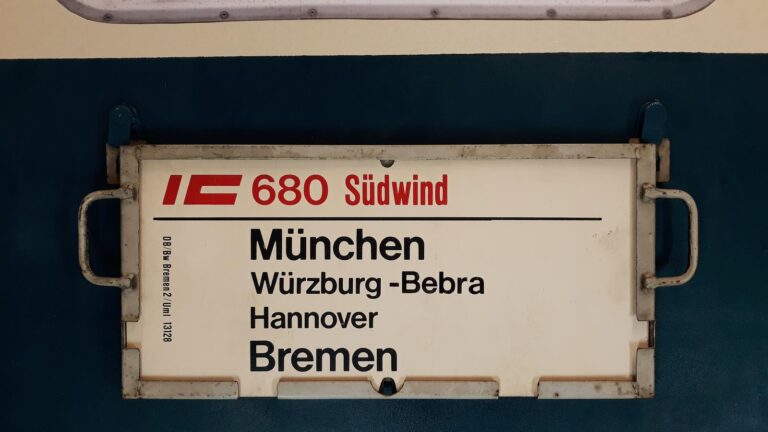 IC 680 Südwind
München
Würzburg - Bebra
Hannover
Bremen
DB/Bw Bremen 2/Uml 13128